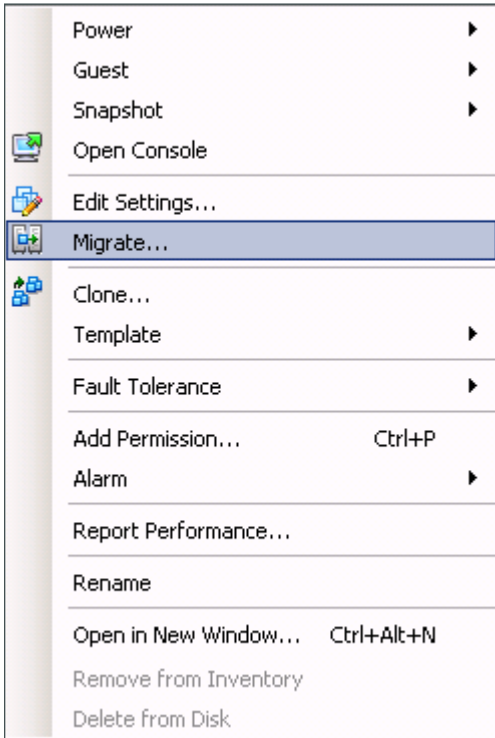 Power
Guest
Snapshot
Open Console
Edit Settings...
Migrate...
Clone...
Template
Fault Tolerance
Add Permission... Ctrl+P
Alarm
Report Performance...
Rename
Open in New Window... Ctrl+Alt+N
Remove from Inventory
Delete from Disk